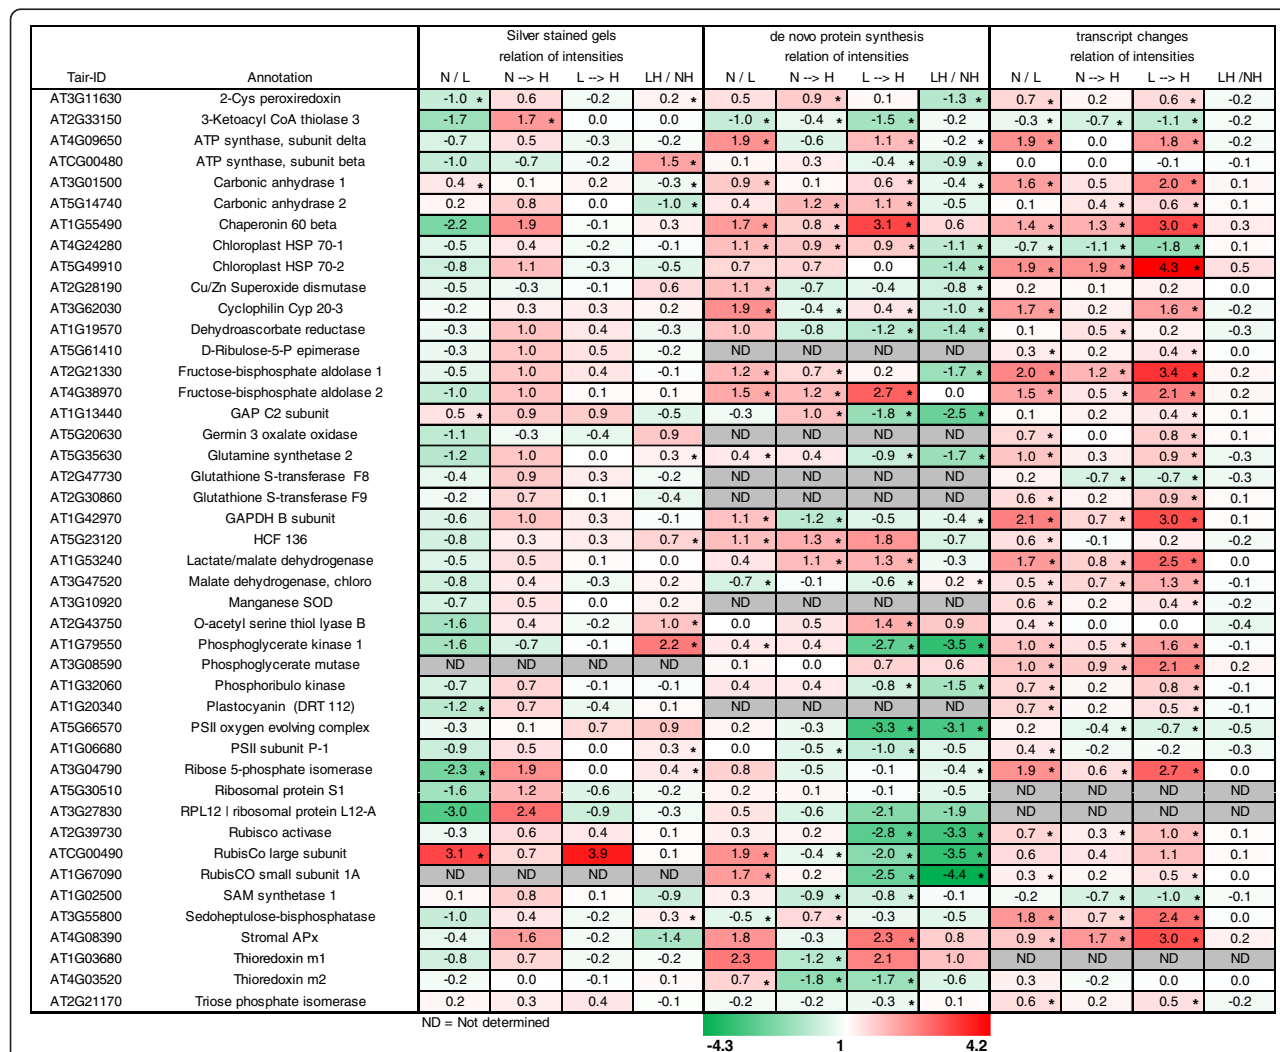 Silver stained gels de novo protein synthesis transcript changes
relation of intensities relation of intensities relation of intensities
Tair-ID Annotation N / L N --> H L --> H LH / NH N / L N --> H L --> H LH / NH N / L N --> H L --> H LH /NH
AT3G11630 2-Cys peroxiredoxin -1.0 * 0.6 -0.2 0.2 * 0.5 0.9 * 0.1 -1.3 * 0.7 * 0.2 0.6 * -0.2
AT2G33150 3-Ketoacyl CoA thiolase 3 -1.7 1.7 * 0.0 0.0 -1.0 * -0.4 * -1.5 * -0.2 -0.3 * -0.7 * -1.1 * -0.2
AT4G09650 ATP synthase, subunit delta -0.7 0.5 -0.3 -0.2 1.9 * -0.6 1.1 * -0.2 * 1.9 * 0.0 1.8 * -0.2
ATCG00480 ATP synthase, subunit beta -1.0 -0.7 -0.2 1.5 * 0.1 0.3 -0.4 * -0.9 * 0.0 0.0 -0.1 -0.1
AT3G01500 Carbonic anhydrase 1 0.4 * 0.1 0.2 -0.3 * 0.9 * 0.1 0.6 * -0.4 * 1.6 * 0.5 2.0 * 0.1
AT5G14740 Carbonic anhydrase 2 0.2 0.8 0.0 -1.0 * 0.4 1.2 * 1.1 * -0.5 0.1 0.4 * 0.6 * 0.1
AT1G55490 Chaperonin 60 beta -2.2 1.9 -0.1 0.3 1.7 * 0.8 * 3.1 * 0.6 1.4 * 1.3 * 3.0 * 0.3
AT4G24280 Chloroplast HSP 70-1 -0.5 0.4 -0.2 -0.1 1.1 * 0.9 * 0.9 * -1.1 * -0.7 * -1.1 * -1.8 * 0.1
AT5G49910 Chloroplast HSP 70-2 -0.8 1.1 -0.3 -0.5 0.7 0.7 0.0 -1.4 * 1.9 * 1.9 * 4.3 * 0.5
AT2G28190 Cu/Zn Superoxide dismutase -0.5 -0.3 -0.1 0.6 1.1 * -0.7 -0.4 -0.8 * 0.2 0.1 0.2 0.0
AT3G62030 Cyclophilin Cyp 20-3 -0.2 0.3 0.3 0.2 1.9 * -0.4 * 0.4 * -1.0 * 1.7 * 0.2 1.6 * -0.2
AT1G19570 Dehydroascorbate reductase -0.3 1.0 0.4 -0.3 1.0 -0.8 -1.2 * -1.4 * 0.1 0.5 * 0.2 -0.3
AT5G61410 D-Ribulose-5-P epimerase -0.3 1.0 0.5 -0.2 ND ND ND ND 0.3 * 0.2 0.4 * 0.0
AT2G21330 Fructose-bisphosphate aldolase 1 -0.5 1.0 0.4 -0.1 1.2 * 0.7 * 0.2 -1.7 * 2.0 * 1.2 * 3.4 * 0.2
AT4G38970 Fructose-bisphosphate aldolase 2 -1.0 1.0 0.1 0.1 1.5 * 1.2 * 2.7 * 0.0 1.5 * 0.5 * 2.1 * 0.2
AT1G13440 GAP C2 subunit 0.5 * 0.9 0.9 -0.5 -0.3 1.0 * -1.8 * -2.5 * 0.1 0.2 0.4 * 0.1
AT5G20630 Germin 3 oxalate oxidase -1.1 -0.3 -0.4 0.9 ND ND ND ND 0.7 * 0.0 0.8 * 0.1
AT5G35630 Glutamine synthetase 2 -1.2 1.0 0.0 0.3 * 0.4 * 0.4 -0.9 * -1.7 * 1.0 * 0.3 0.9 * -0.3
AT2G47730 Glutathione S-transferase F8 -0.4 0.9 0.3 -0.2 ND ND ND ND 0.2 -0.7 * -0.7 * -0.3
AT2G30860 Glutathione S-transferase F9 -0.2 0.7 0.1 -0.4 ND ND ND ND 0.6 * 0.2 0.9 * 0.1
AT1G42970 GAPDH B subunit -0.6 1.0 0.3 -0.1 1.1 * -1.2 * -0.5 -0.4 * 2.1 * 0.7 * 3.0 * 0.1
AT5G23120 HCF 136 -0.8 0.3 0.3 0.7 * 1.1 * 1.3 * 1.8 -0.7 0.6 * -0.1 0.2 -0.2
AT1G53240 Lactate/malate dehydrogenase -0.5 0.5 0.1 0.0 0.4 1.1 * 1.3 * -0.3 1.7 * 0.8 * 2.5 * 0.0
AT3G47520 Malate dehydrogenase, chloro -0.8 0.4 -0.3 0.2 -0.7 * -0.1 -0.6 * 0.2 * 0.5 * 0.7 * 1.3 * -0.1
AT3G10920 Manganese SOD -0.7 0.5 0.0 0.2 ND ND ND ND 0.6 * 0.2 0.4 * -0.2
AT2G43750 O-acetyl serine thiol lyase B -1.6 0.4 -0.2 1.0 * 0.0 0.5 1.4 * 0.9 0.4 * 0.0 0.0 -0.4
AT1G79550 Phosphoglycerate kinase 1 -1.6 -0.7 -0.1 2.2 * 0.4 * 0.4 -2.7 * -3.5 * 1.0 * 0.5 * 1.6 * -0.1
AT3G08590 Phosphoglycerate mutase ND ND ND ND 0.1 0.0 0.7 0.6 1.0 * 0.9 * 2.1 * 0.2
AT1G32060 Phosphoribulo kinase -0.7 0.7 -0.1 -0.1 0.4 0.4 -0.8 * -1.5 * 0.7 * 0.2 0.8 * -0.1
AT1G20340 Plastocyanin (DRT 112) -1.2 * 0.7 -0.4 0.1 ND ND ND ND 0.7 * 0.2 0.5 * -0.1
AT5G66570 PSII oxygen evolving complex -0.3 0.1 0.7 0.9 0.2 -0.3 -3.3 * -3.1 * 0.2 -0.4 * -0.7 * -0.5
AT1G06680 PSII subunit P-1 -0.9 0.5 0.0 0.3 * 0.0 -0.5 * -1.0 * -0.5 0.4 * -0.2 -0.2 -0.3
AT3G04790 Ribose 5-phosphate isomerase -2.3 * 1.9 0.0 0.4 * 0.8 -0.5 -0.1 -0.4 * 1.9 * 0.6 * 2.7 * 0.0
AT5G30510 Ribosomal protein S1 -1.6 1.2 -0.6 -0.2 0.2 0.1 -0.1 -0.5 ND ND ND ND
AT3G27830 RPL12 | ribosomal protein L12-A -3.0 2.4 -0.9 -0.3 0.5 -0.6 -2.1 -1.9 ND ND ND ND
AT2G39730 Rubisco activase -0.3 0.6 0.4 0.1 0.3 0.2 -2.8 * -3.3 * 0.7 * 0.3 * 1.0 * 0.1
ATCG00490 RubisCo large subunit 3.1 * 0.7 3.9 0.1 1.9 * -0.4 * -2.0 * -3.5 * 0.6 0.4 1.1 0.1
AT1G67090 RubisCO small subunit 1A ND ND ND ND 1.7 * 0.2 -2.5 * -4.4 * 0.3 * 0.2 0.5 * 0.0
AT1G02500 SAM synthetase 1 0.1 0.8 0.1 -0.9 0.3 -0.9 * -0.8 * -0.1 -0.2 -0.7 * -1.0 * -0.1
AT3G55800 Sedoheptulose-bisphosphatase -1.0 0.4 -0.2 0.3 * -0.5 * 0.7 * -0.3 -0.5 1.8 * 0.7 * 2.4 * 0.0
AT4G08390 Stromal APx -0.4 1.6 -0.2 -1.4 1.8 -0.3 2.3 * 0.8 0.9 * 1.7 * 3.0 * 0.2
AT1G03680 Thioredoxin m1 -0.8 0.7 -0.2 -0.2 2.3 -1.2 * 2.1 1.0 ND ND ND ND
AT4G03520 Thioredoxin m2 -0.2 0.0 -0.1 0.1 0.7 * -1.8 * -1.7 * -0.6 0.3 -0.2 0.0 0.0
AT2G21170 Triose phosphate isomerase 0.2 0.3 0.4 -0.1 -0.2 -0.2 -0.3 * 0.1 0.6 * 0.2 0.5 * -0.2
ND = Not determined
-4.3 1 4.2